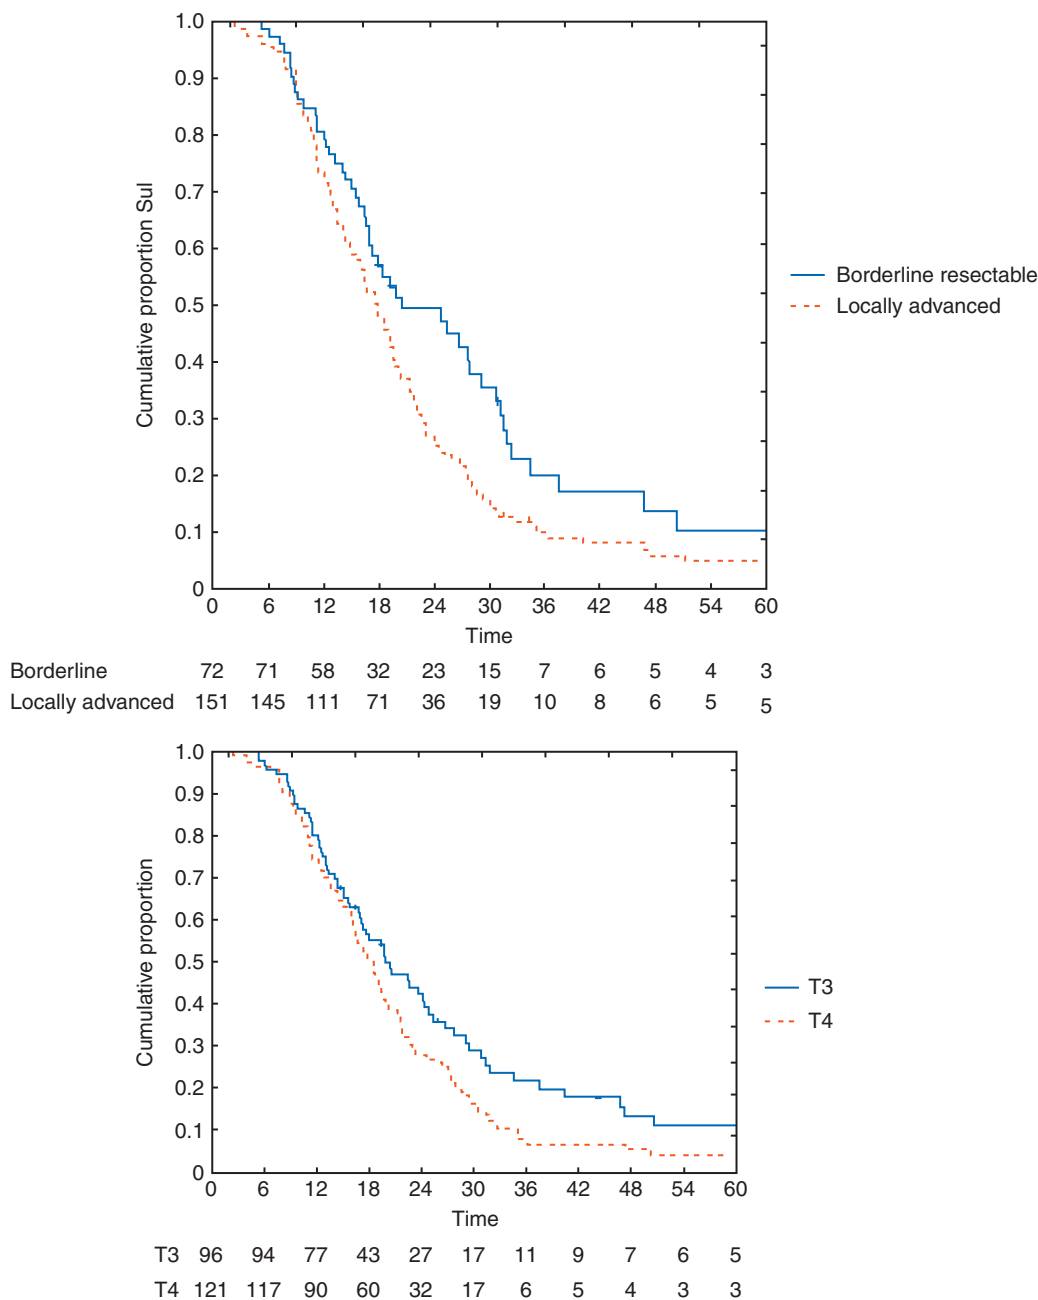 1.0
0.9
0.8
0.7
0.6
0.5
0.4
0.3
0.2
0.1
0
Cumulative proportion Sul
0 6 12 18 24 30 36 42 48 54 60
Time
Borderline resectable
Locally advanced
Borderline 72 71 58 32 23 15 7 6 5 4 3
Locally advanced 151 145 111 71 36 19 10 8 6 5 5
1.0
0.9
0.8
0.7
0.6
0.5
0.4
0.3
0.2
0.1
0
Cumulative proportion
0 6 12 18 24 30 36 42 48 54 60
Time
T3
T4
T3 96 94 77 43 27 17 11 9 7 6 5
T4 121 117 90 60 32 17 6 5 4 3 3